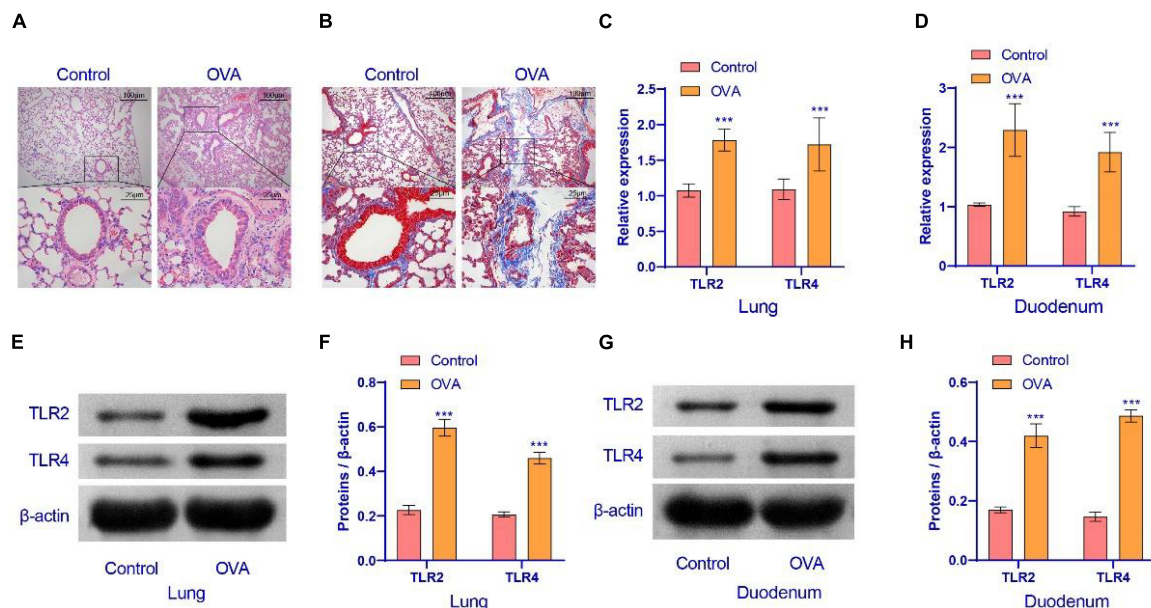 A
Control
OVA
100μm
100μm
25μm
25μm
B
Control
OVA
100μm
100μm
25μm
25μm
C
Control
OVA
Relative expression
2.5
2.0
1.5
1.0
0.5
0.0
***
***
TLR2
TLR4
Lung
D
Control
OVA
Relative expression
3
2
1
0
***
***
TLR2
TLR4
Duodenum
E
TLR2
TLR4
β-actin
Control
OVA
Lung
F
Control
OVA
Proteins / β-actin
0.8
0.6
0.4
0.2
0.0
***
***
TLR2
TLR4
Lung
G
TLR2
TLR4
β-actin
Control
OVA
Duodenum
H
Control
OVA
Proteins / β-actin
0.6
0.4
0.2
0.0
***
***
TLR2
TLR4
Duodenum